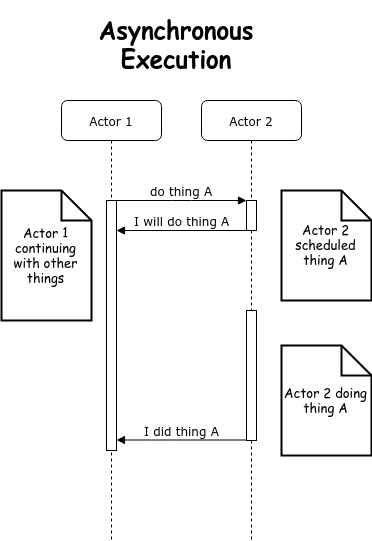 Asynchronous
Execution
Actor 1
Actor 2
do thing A
I will do thing A
Actor 1
continuing
with other
things
Actor 2
scheduled
thing A
Actor 2 doing
thing A
I did thing A